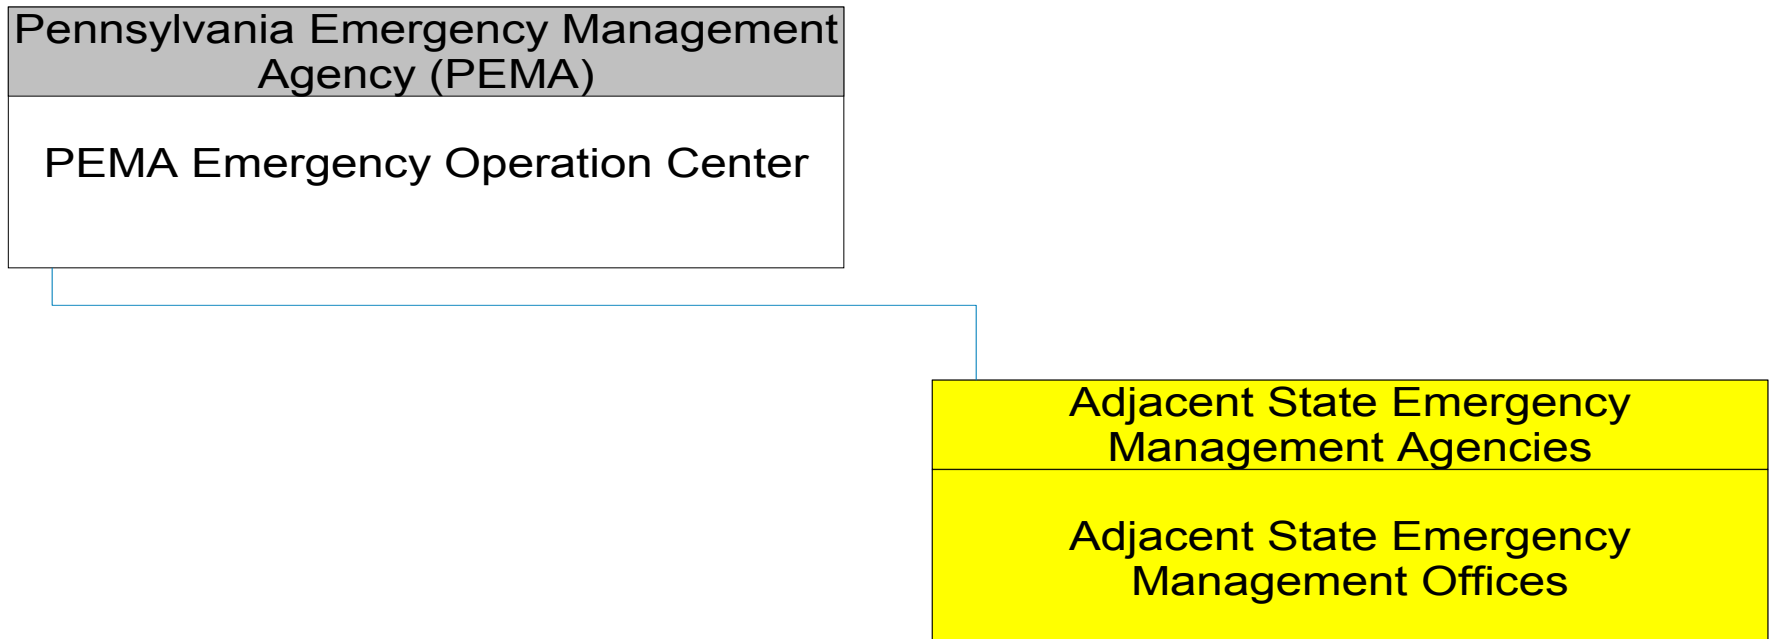 Pennsylvania Emergency Management
Agency (PEMA)
PEMA Emergency Operation Center
Adjacent State Emergency
Management Agencies
Adjacent State Emergency
Management Offices